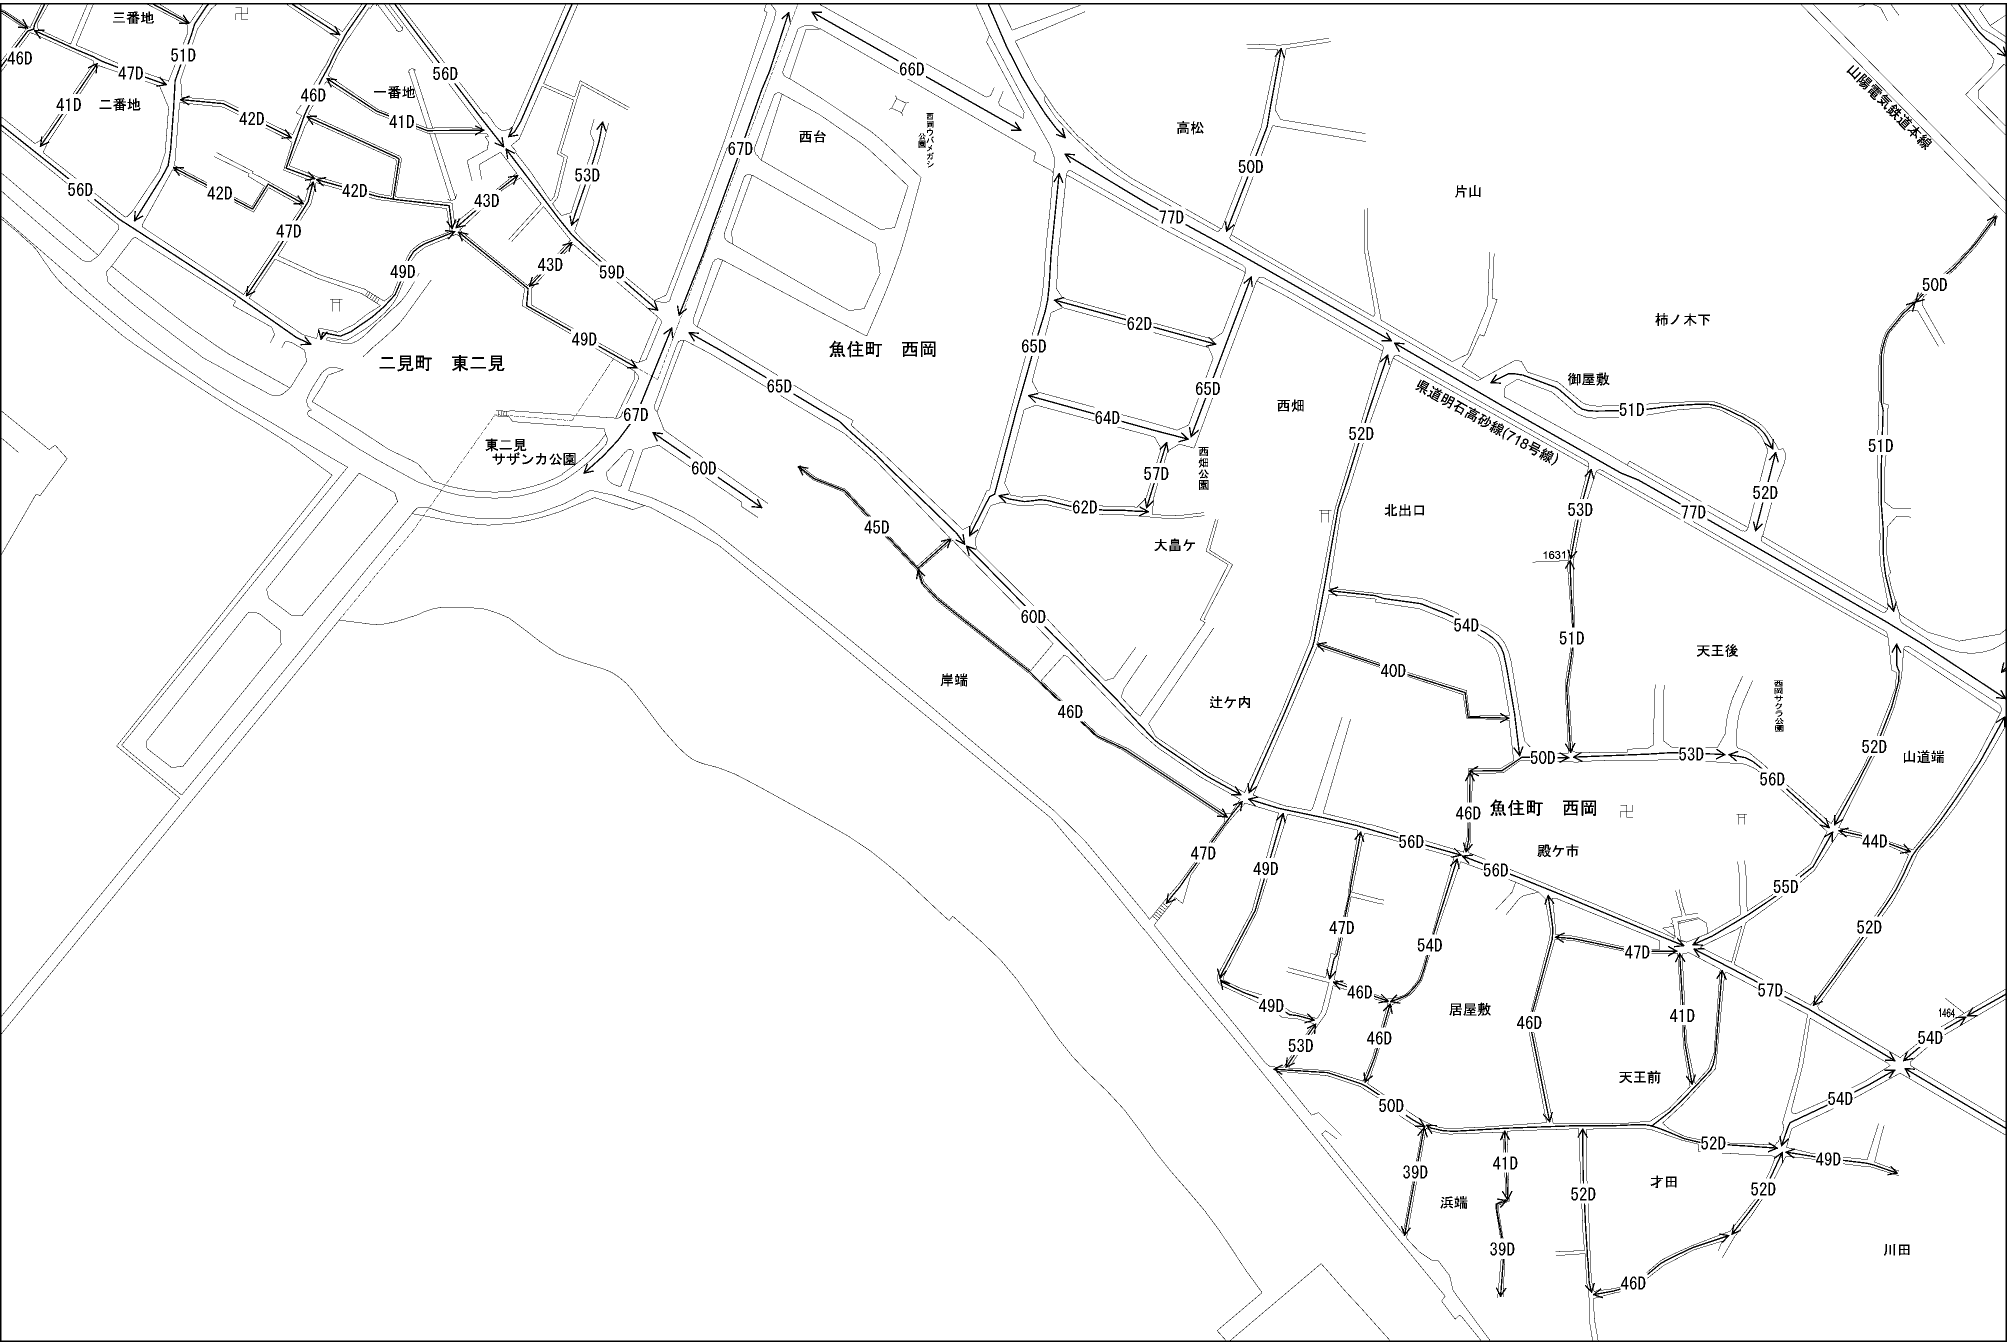 三番地
46D
47D
51D
41D
二番地
42D
56D
42D
47D
46D
56D
一番地
41D
42D
43D
49D
43D
53D
59D
49D
67D
66D
西台
西岡ウバメガシ
公園
二見町　東二見
魚住町　西岡
東二見
サザンカ公園
67D
60D
65D
45D
60D
岸端
46D
高松
50D
77D
片山
山陽電気鉄道本線
50D
柿ノ木下
62D
65D
65D
64D
57D
62D
西畑公園
大畠ケ
西畑
52D
県道明石高砂線(718号線)
御屋敷
51D
52D
51D
77D
北出口
53D
1631
51D
54D
40D
辻ケ内
天王後
西岡サクラ公園
52D
山道端
50D
53D
56D
46D
魚住町　西岡
56D
殿ケ市
44D
47D
49D
56D
55D
52D
47D
54D
47D
49D
46D
居屋敷
46D
41D
57D
53D
46D
天王前
1464
54D
50D
54D
52D
49D
39D
41D
浜端
52D
才田
52D
39D
46D
川田